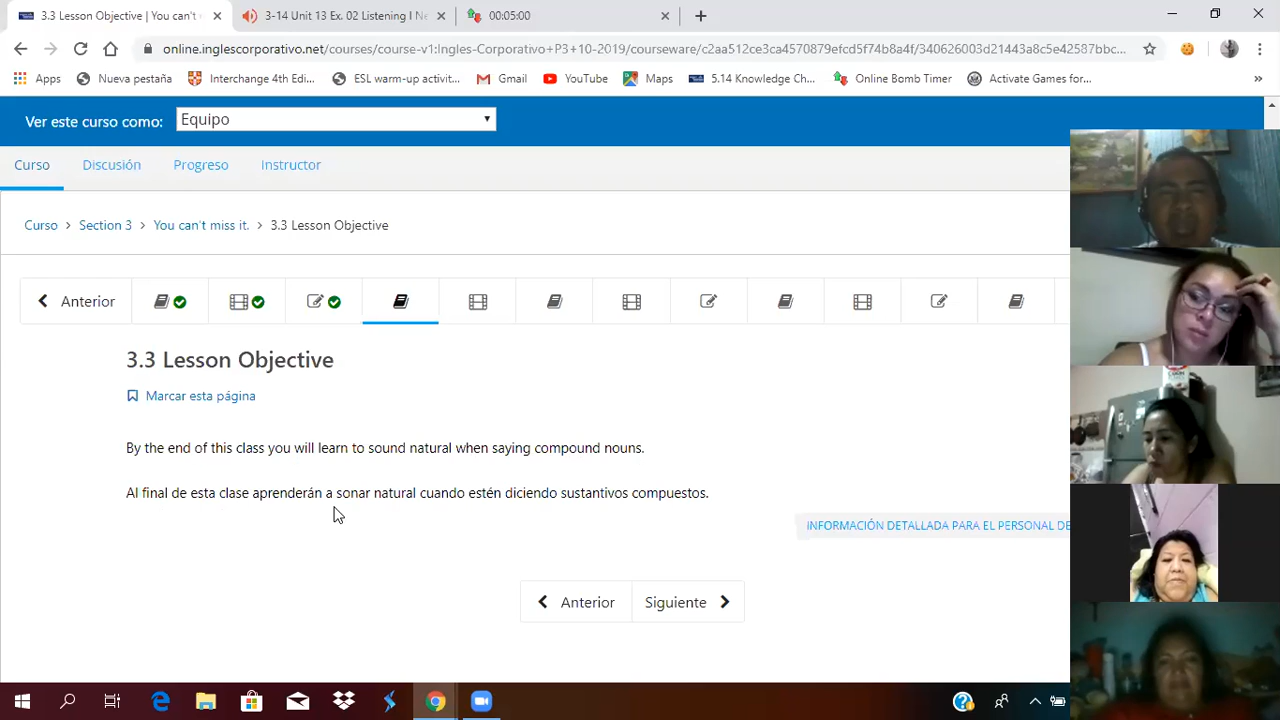 3.3 Lesson Objective | You can't
3-14 Unit 13 Ex. 02 Listening I Ne
00:05:00
online.inglescorporativo.net/courses/course-v1:Ingles-Corporativo+P3+10-2019/courseware/c2aa512ce3ca4570879efcd5f74b8a4f/340626003d21443a8c5e42587bbc...
Apps
Nueva pestaña
Interchange 4th Edi...
ESL warm-up activit...
Gmail
YouTube
Maps
5.14 Knowledge Ch...
Online Bomb Timer
Activate Games for...
»
Ver este curso como:
Equipo
Curso
Discusión
Progreso
Instructor
Curso > Section 3 > You can't miss it. > 3.3 Lesson Objective
Anterior
3.3 Lesson Objective
Marcar esta página
By the end of this class you will learn to sound natural when saying compound nouns.
Al final de esta clase aprenderán a sonar natural cuando estén diciendo sustantivos compuestos.
INFORMACIÓN DETALLADA PARA EL PERSONAL DE
Anterior
Siguiente